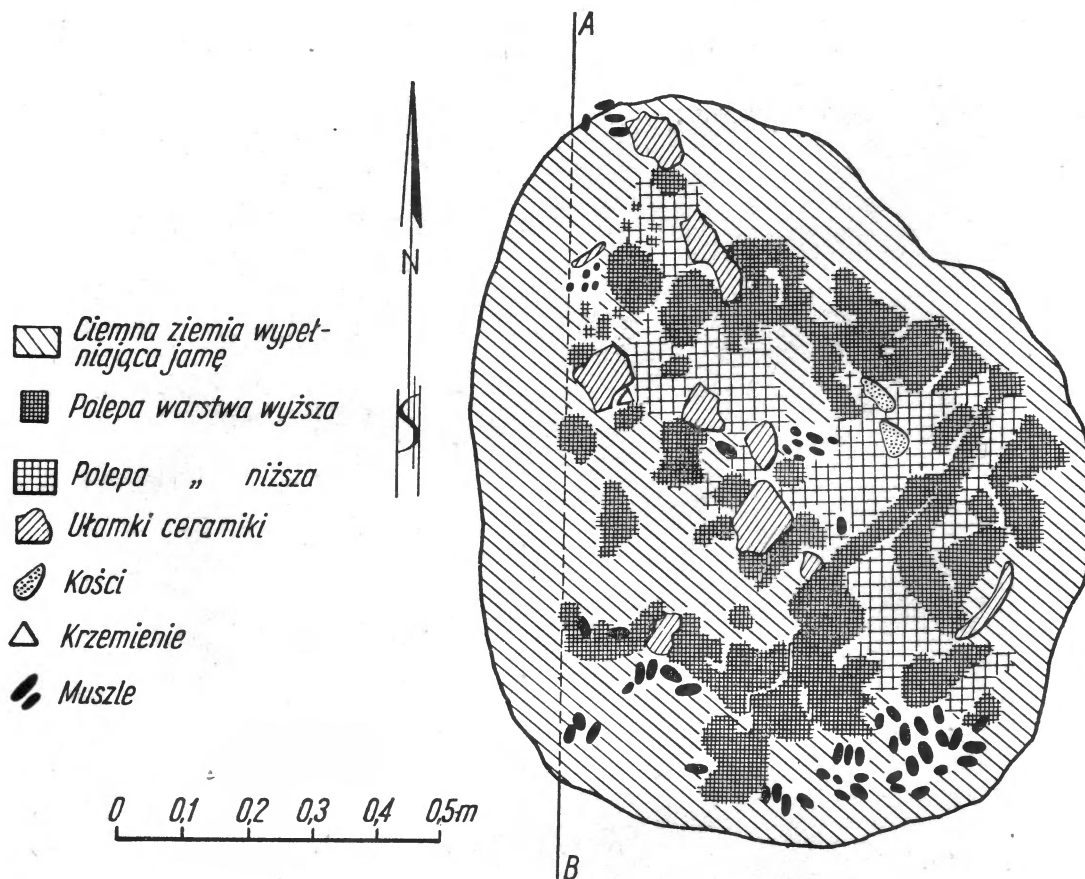 A
N
Ciemna ziemia wypeł-
niająca jamę
Polepa warstwa wyższa
Polepa „ niższa
Ułamki ceramiki
Kości
Krzemienie
Muszle
0 0,1 0,2 0,3 0,4 0,5m
B